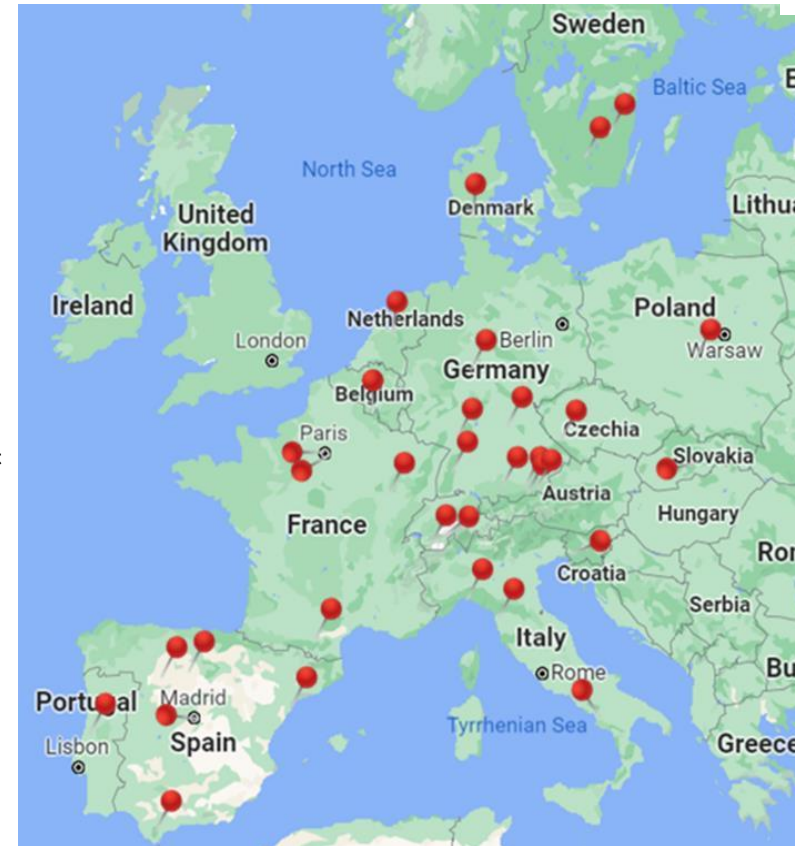 Sweden
Baltic Sea
North Sea
Denmark
Lithua
United
Kingdom
Ireland
Netherlands
Poland
London
Berlin
Warsaw
Germany
Belgium
Paris
Czechia
Slovakia
Austria
France
Hungary
Ror
Croatia
Serbia
Italy
Rome
Bu
Portugal
Madrid
Spain
Tyrrhenian Sea
Lisbon
Greece